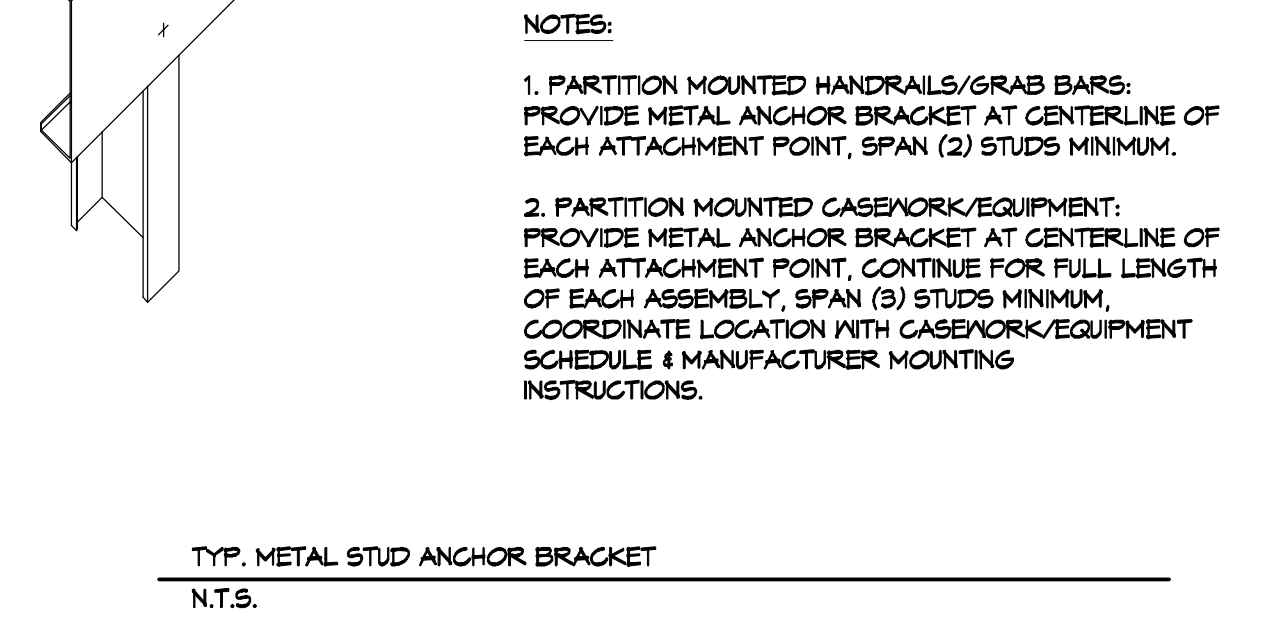 NOTES:
1. PARTITION MOUNTED HANDRAILS/GRAB BARS:
PROVIDE METAL ANCHOR BRACKET AT CENTERLINE OF
EACH ATTACHMENT POINT, SPAN (2) STUDS MINIMUM.
2. PARTITION MOUNTED CASEWORK/EQUIPMENT:
PROVIDE METAL ANCHOR BRACKET AT CENTERLINE OF
EACH ATTACHMENT POINT, CONTINUE FOR FULL LENGTH
OF EACH ASSEMBLY, SPAN (3) STUDS MINIMUM,
COORDINATE LOCATION WITH CASEWORK/EQUIPMENT
SCHEDULE & MANUFACTURER MOUNTING
INSTRUCTIONS.
TYP. METAL STUD ANCHOR BRACKET
N.T.S.